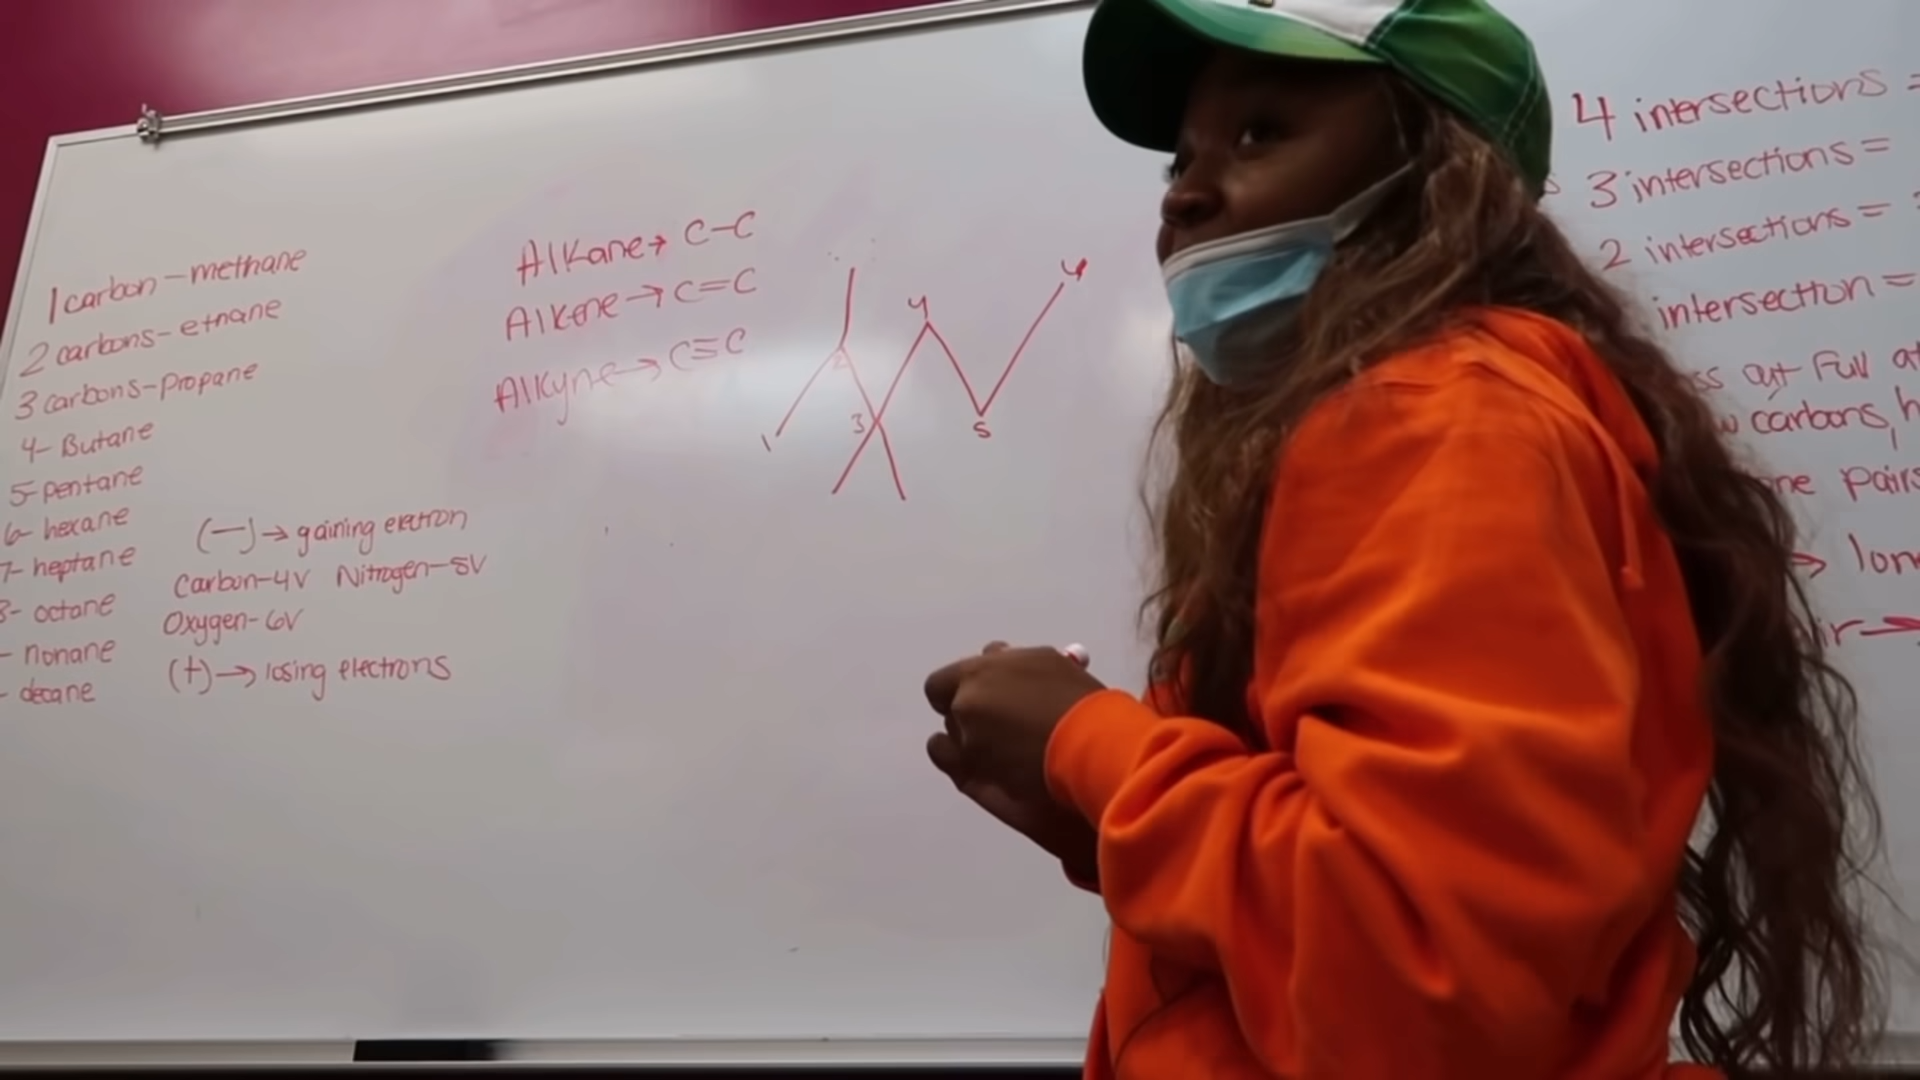 1 carbon-methane
2 carbons-ethane
3 carbons-propane
4-Butane
5-pentane
6-hexane
7-heptane
8-octane
- nonane
- decane
(-)→ gaining electron
Carbon-4V Nitrogen-5V
Oxygen-6V
(+)→ losing electrons
Alkane→ C-C
Alkene→ C=C
Alkyne→ C≡C
1
2
3
4
5
4 intersections =
3 intersections =
2 intersections =
intersection =
Full
carbons,
Pairs
→